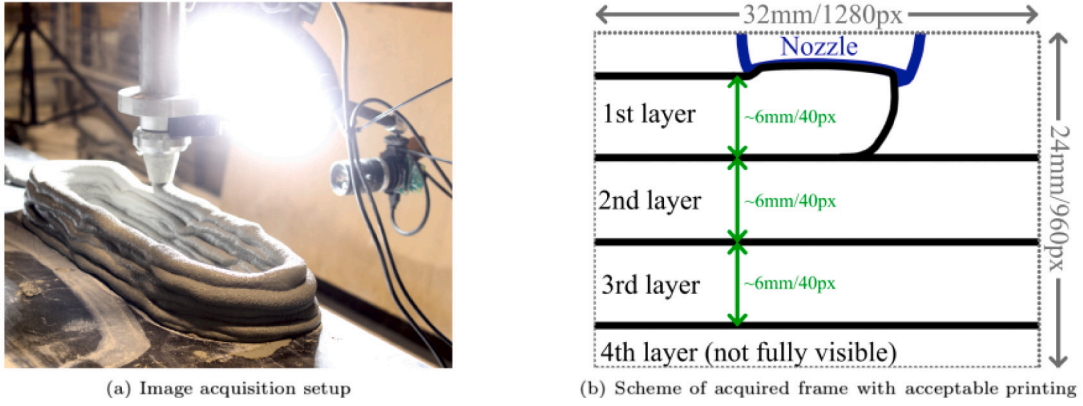 32mm/1280px
Nozzle
1st layer
~6mm/40px
2nd layer
~6mm/40px
3rd layer
~6mm/40px
4th layer (not fully visible)
24mm/960px
(a) Image acquisition setup
(b) Scheme of acquired frame with acceptable printing